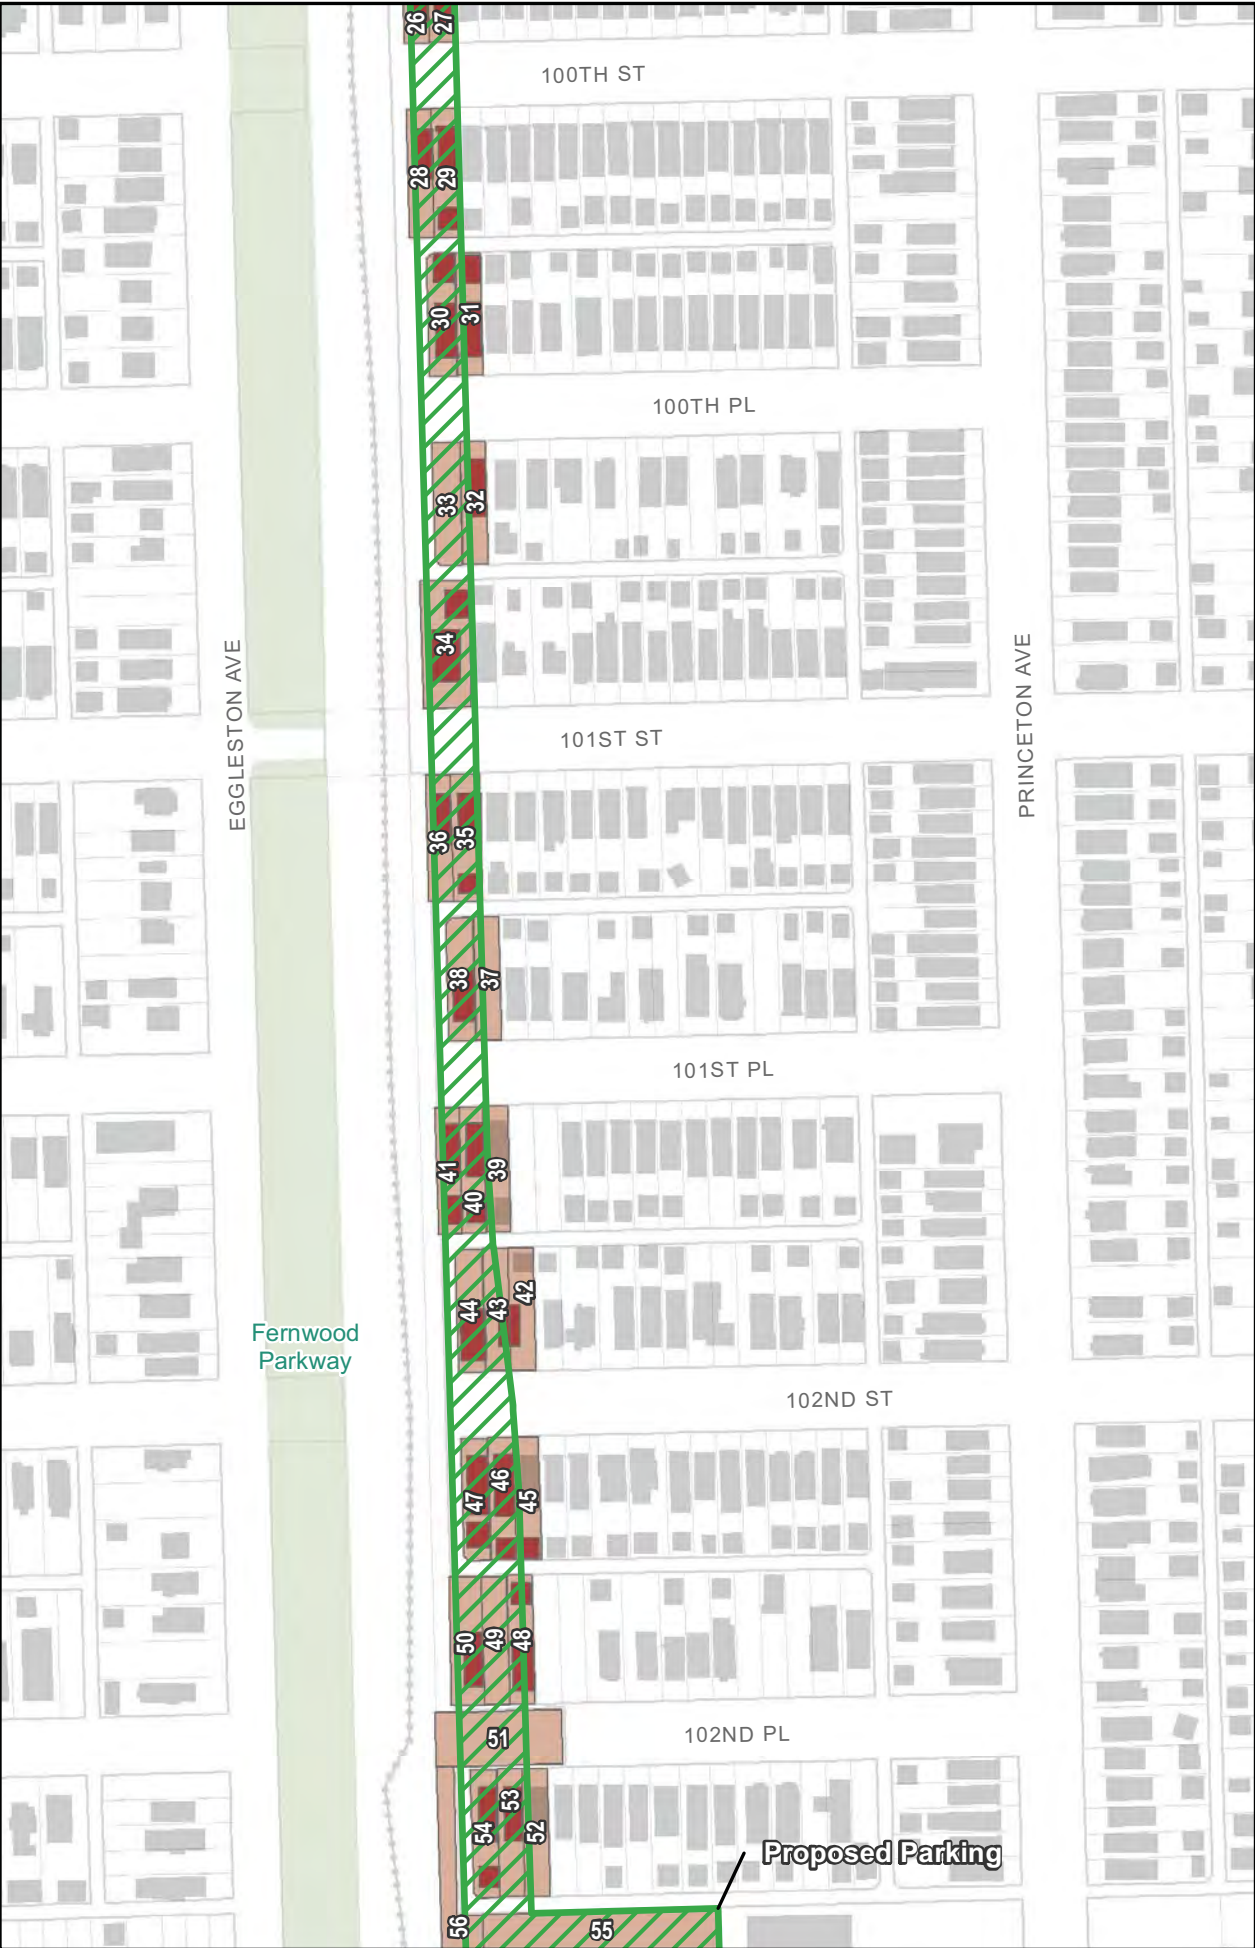 26
27
100TH ST
28
29
30
31
100TH PL
33
32
34
EGGLESTON AVE
PRINCETON AVE
101ST ST
36
35
38
37
101ST PL
41
40
39
44
43
42
Fernwood
Parkway
102ND ST
47
46
45
50
49
48
51
102ND PL
54
53
52
Proposed Parking
56
55